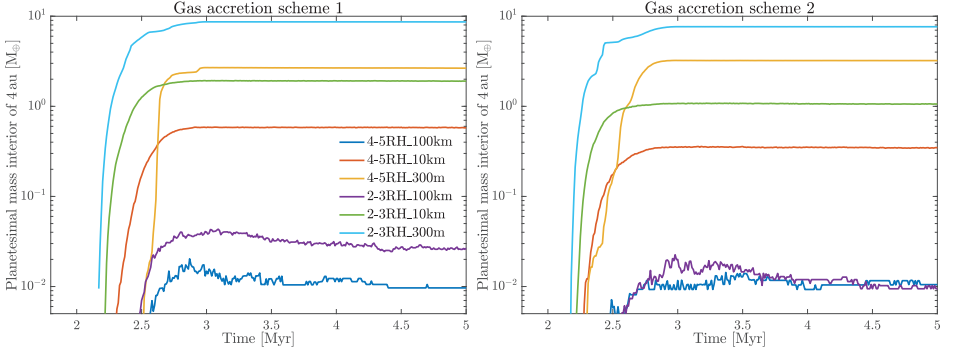 Gas accretion scheme 1
Planetesimal mass interior of 4 au [M⊕]
10^1
10^0
10^-1
10^-2
4-5RH_100km
4-5RH_10km
4-5RH_300m
2-3RH_100km
2-3RH_10km
2-3RH_300m
2 2.5 3 3.5 4 4.5 5
Time [Myr]
Gas accretion scheme 2
Planetesimal mass interior of 4 au [M⊕]
10^1
10^0
10^-1
10^-2
2 2.5 3 3.5 4 4.5 5
Time [Myr]